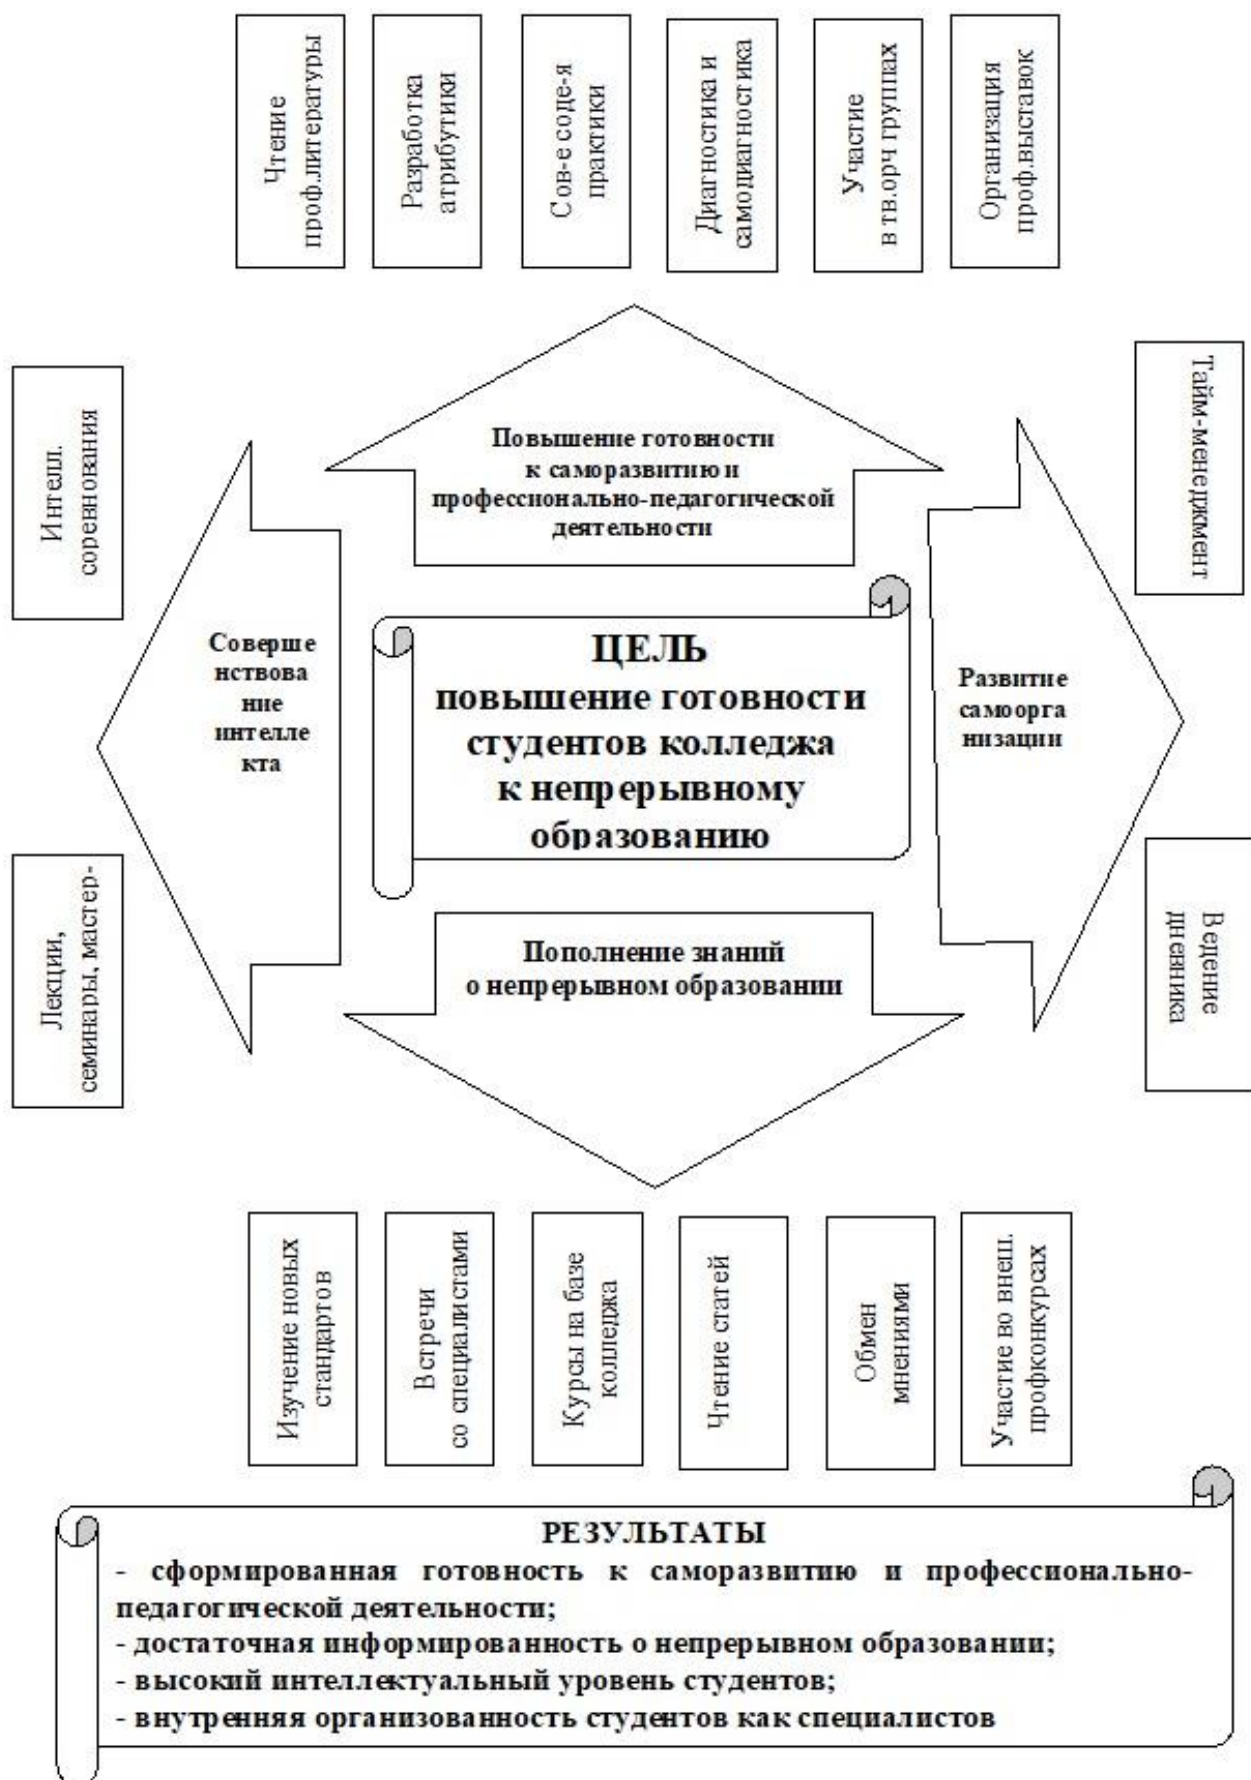 Чтение
проф.литературы
Разработка
атрибутики
Сов-е соде-я
практики
Диагностика и
самодиагностика
Участие
в тв.орч группах
Организация
проф.выставок
Интелл.
соревнования
Тайм-менеджмент
Повышение готовности
к саморазвитию и
профессионально-педагогической
деятельности
Соверше
нствова
ние
интелле
кта
ЦЕЛЬ
повышение готовности
студентов колледжа
к непрерывному
образованию
Развитие
самоорга
низации
Лекции,
семинары, мастер-
Пополнение знаний
о непрерывном образовании
Ведение
дневника
Изучение новых
стандартов
Встречи
со специалистами
Курсы на базе
колледжа
Чтение статей
Обмен
мнениями
Участие во внеш.
профконкурсах
РЕЗУЛЬТАТЫ
- сформированная готовность к саморазвитию и профессионально-
педагогической деятельности;
- достаточная информированность о непрерывном образовании;
- высокий интеллектуальный уровень студентов;
- внутренняя организованность студентов как специалистов